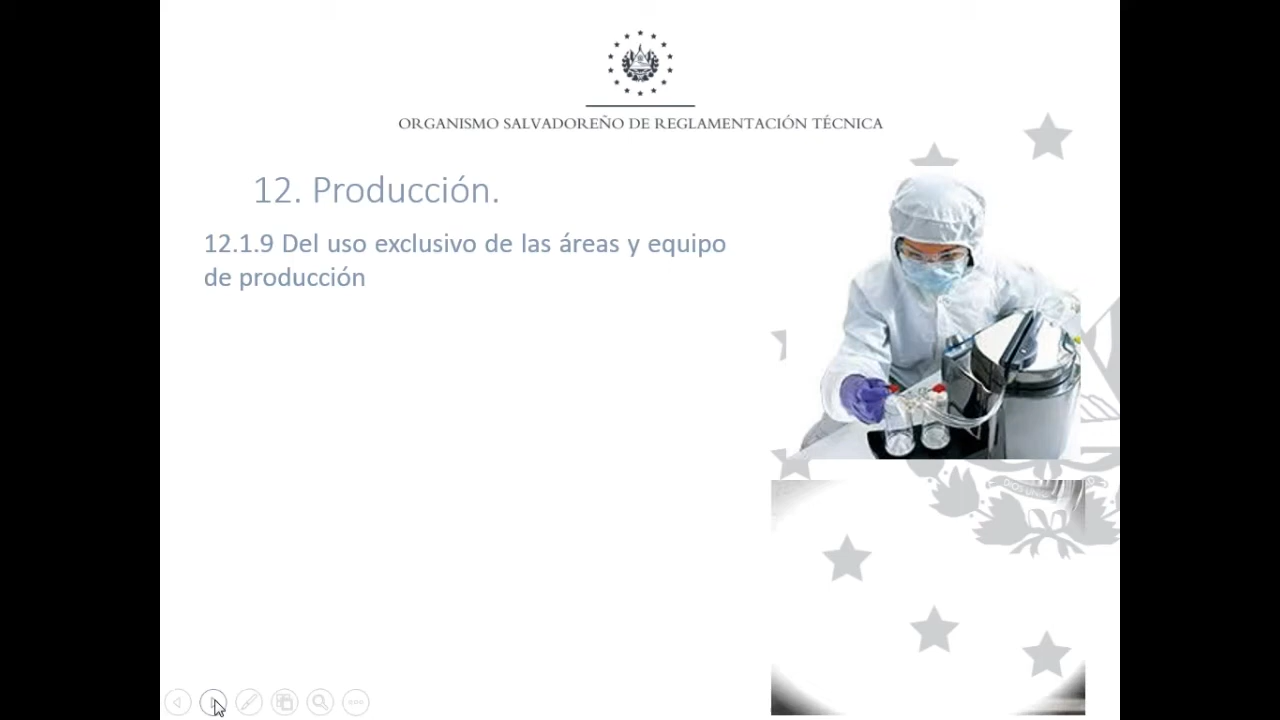 ORGANISMO SALVADOREÑO DE REGLAMENTACIÓN TÉCNICA
12. Producción.
12.1.9 Del uso exclusivo de las áreas y equipo
de producción